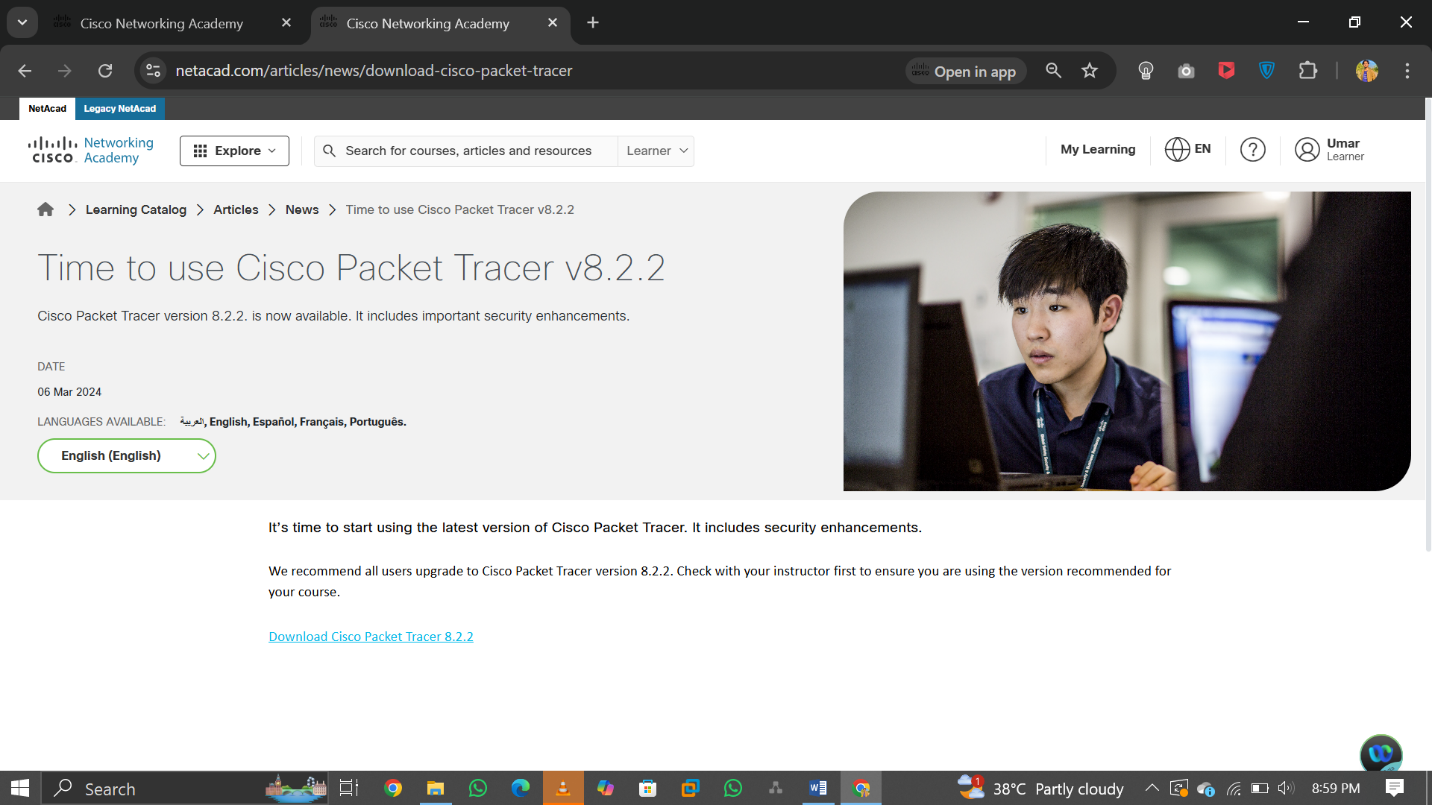 Cisco Networking Academy
Cisco Networking Academy
netacad.com/articles/news/download-cisco-packet-tracer
Open in app
NetAcad
Legacy NetAcad
CISCO
Networking Academy
Explore
Search for courses, articles and resources
Learner
My Learning
EN
Umar
Learner
Learning Catalog
Articles
News
Time to use Cisco Packet Tracer v8.2.2
Time to use Cisco Packet Tracer v8.2.2
Cisco Packet Tracer version 8.2.2. is now available. It includes important security enhancements.
DATE
06 Mar 2024
LANGUAGES AVAILABLE: العربية, English, Español, Français, Português.
English (English)
It's time to start using the latest version of Cisco Packet Tracer. It includes security enhancements.
We recommend all users upgrade to Cisco Packet Tracer version 8.2.2. Check with your instructor first to ensure you are using the version recommended for
your course.
Download Cisco Packet Tracer 8.2.2
Search
1
38°C Partly cloudy
8:59 PM